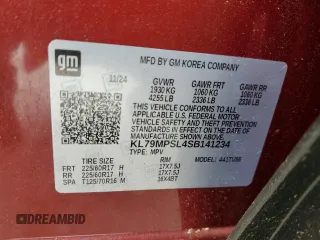 gm
MFD BY GM KOREA COMPANY
11/24
GVWR GAWR FRT GAWR RR
1930 KG 1060 KG 1060 KG
4255 LB 2336 LB 2336 LB
THIS VEHICLE CONFORMS TO ALL
APPLICABLE U.S. FEDERAL MOTOR
VEHICLE SAFETY AND THEFT
PREVENTION STANDARDS IN EFFECT
ON THE DATE OF MANUFACTURE
SHOWN ABOVE.
KL79MPSL4SB141234
TYPE: MPV
TIRE SIZE RIM
FRT 225/60R17 H 17X7.5J
RR 225/60R17 H 17X7.5J
SPA T125/70R16 M 16X4BT
© DIFFERENT BID